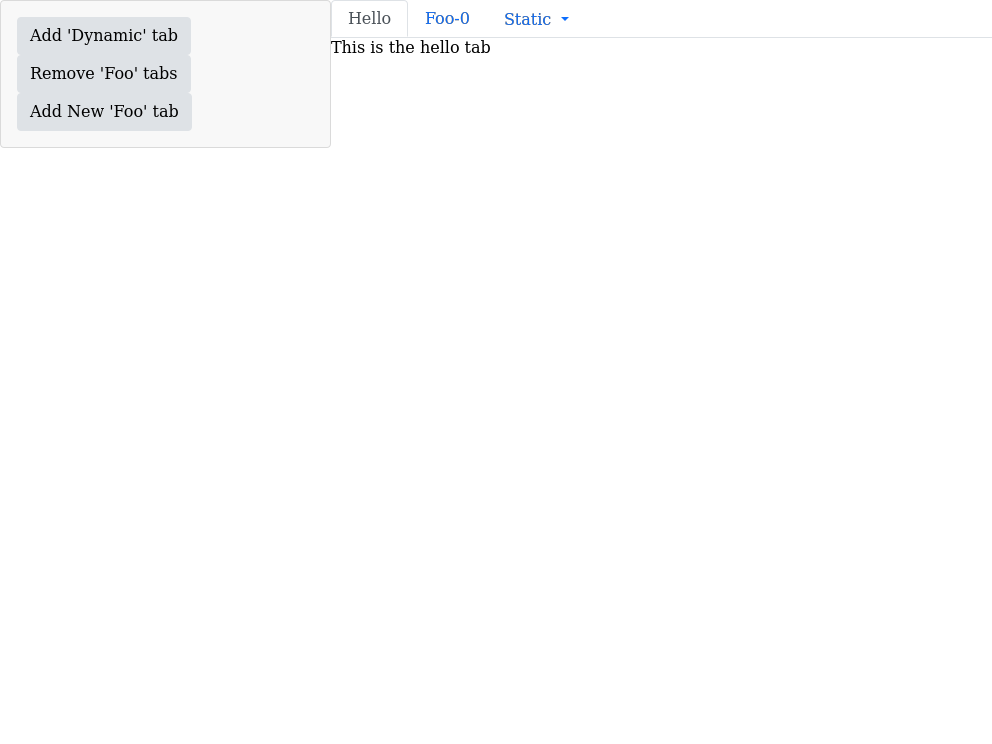 Add 'Dynamic' tab
Remove 'Foo' tabs
Add New 'Foo' tab
Hello
Foo-0
Static
This is the hello tab